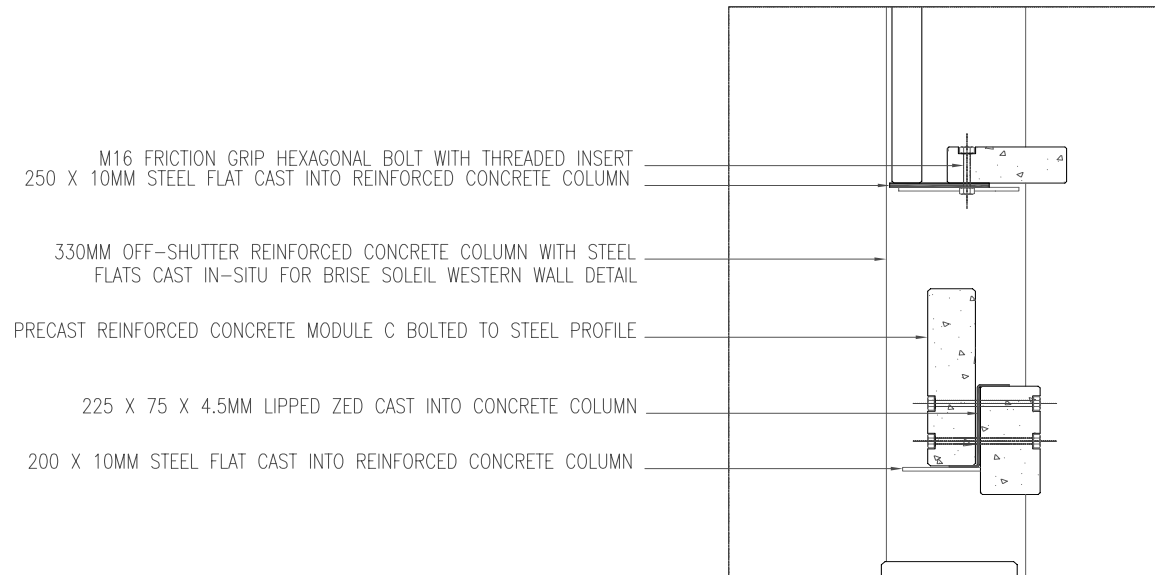 M16 FRICTION GRIP HEXAGONAL BOLT WITH THREADED INSERT
250 X 10MM STEEL FLAT CAST INTO REINFORCED CONCRETE COLUMN
330MM OFF-SHUTTER REINFORCED CONCRETE COLUMN WITH STEEL
FLATS CAST IN-SITU FOR BRISE SOLEIL WESTERN WALL DETAIL
PRECAST REINFORCED CONCRETE MODULE C BOLTED TO STEEL PROFILE
225 X 75 X 4.5MM LIPPED ZED CAST INTO CONCRETE COLUMN
200 X 10MM STEEL FLAT CAST INTO REINFORCED CONCRETE COLUMN